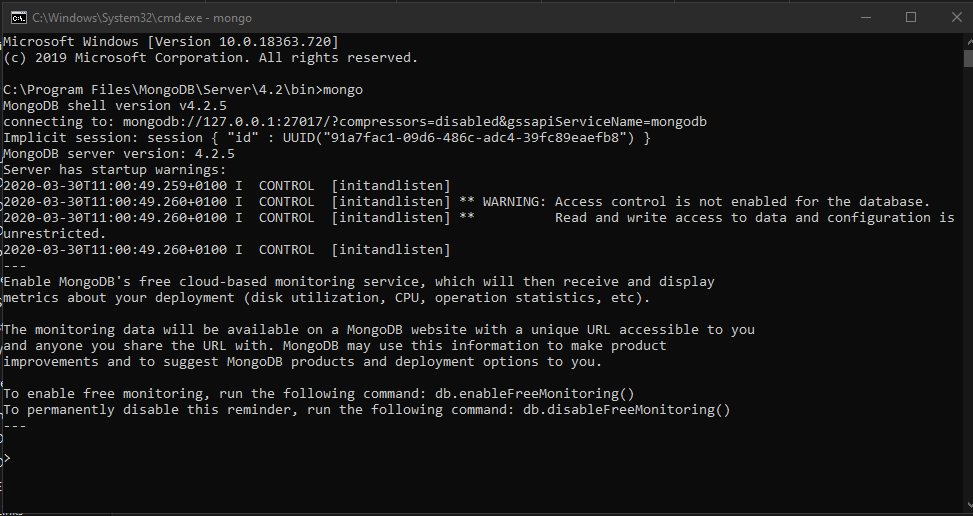 C:\Windows\System32\cmd.exe - mongo
Microsoft Windows [Version 10.0.18363.720]
(c) 2019 Microsoft Corporation. All rights reserved.
C:\Program Files\MongoDB\Server\4.2\bin>mongo
MongoDB shell version v4.2.5
connecting to: mongodb://127.0.0.1:27017/?compressors=disabled&gssapiServiceName=mongodb
Implicit session: session { "id" : UUID("91a7fac1-09d6-486c-adc4-39fc89eaefb8") }
MongoDB server version: 4.2.5
Server has startup warnings:
2020-03-30T11:00:49.259+0100 I  CONTROL  [initandlisten]
2020-03-30T11:00:49.260+0100 I  CONTROL  [initandlisten] ** WARNING: Access control is not enabled for the database.
2020-03-30T11:00:49.260+0100 I  CONTROL  [initandlisten] **          Read and write access to data and configuration is
unrestricted.
2020-03-30T11:00:49.260+0100 I  CONTROL  [initandlisten]
---
Enable MongoDB's free cloud-based monitoring service, which will then receive and display
metrics about your deployment (disk utilization, CPU, operation statistics, etc).
The monitoring data will be available on a MongoDB website with a unique URL accessible to you
and anyone you share the URL with. MongoDB may use this information to make product
improvements and to suggest MongoDB products and deployment options to you.
To enable free monitoring, run the following command: db.enableFreeMonitoring()
To permanently disable this reminder, run the following command: db.disableFreeMonitoring()
---
>